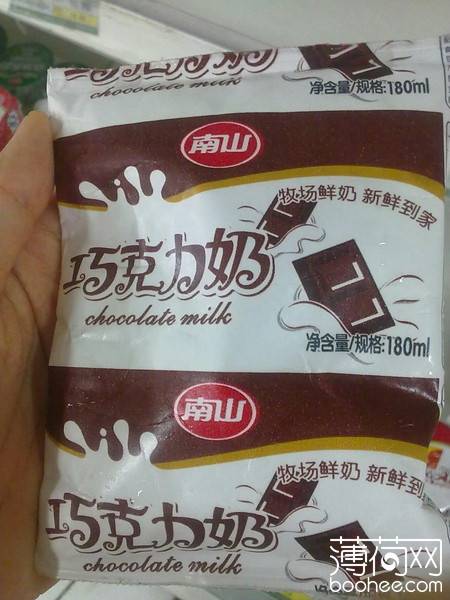 巧克力奶
chocolate milk
净含量/规格:180ml
南山
牧场鲜奶 新鲜到家
巧克力奶
chocolate milk
净含量/规格:180ml
南山
牧场鲜奶 新鲜到
巧克力奶
chocolate milk
薄荷网
boohee.com